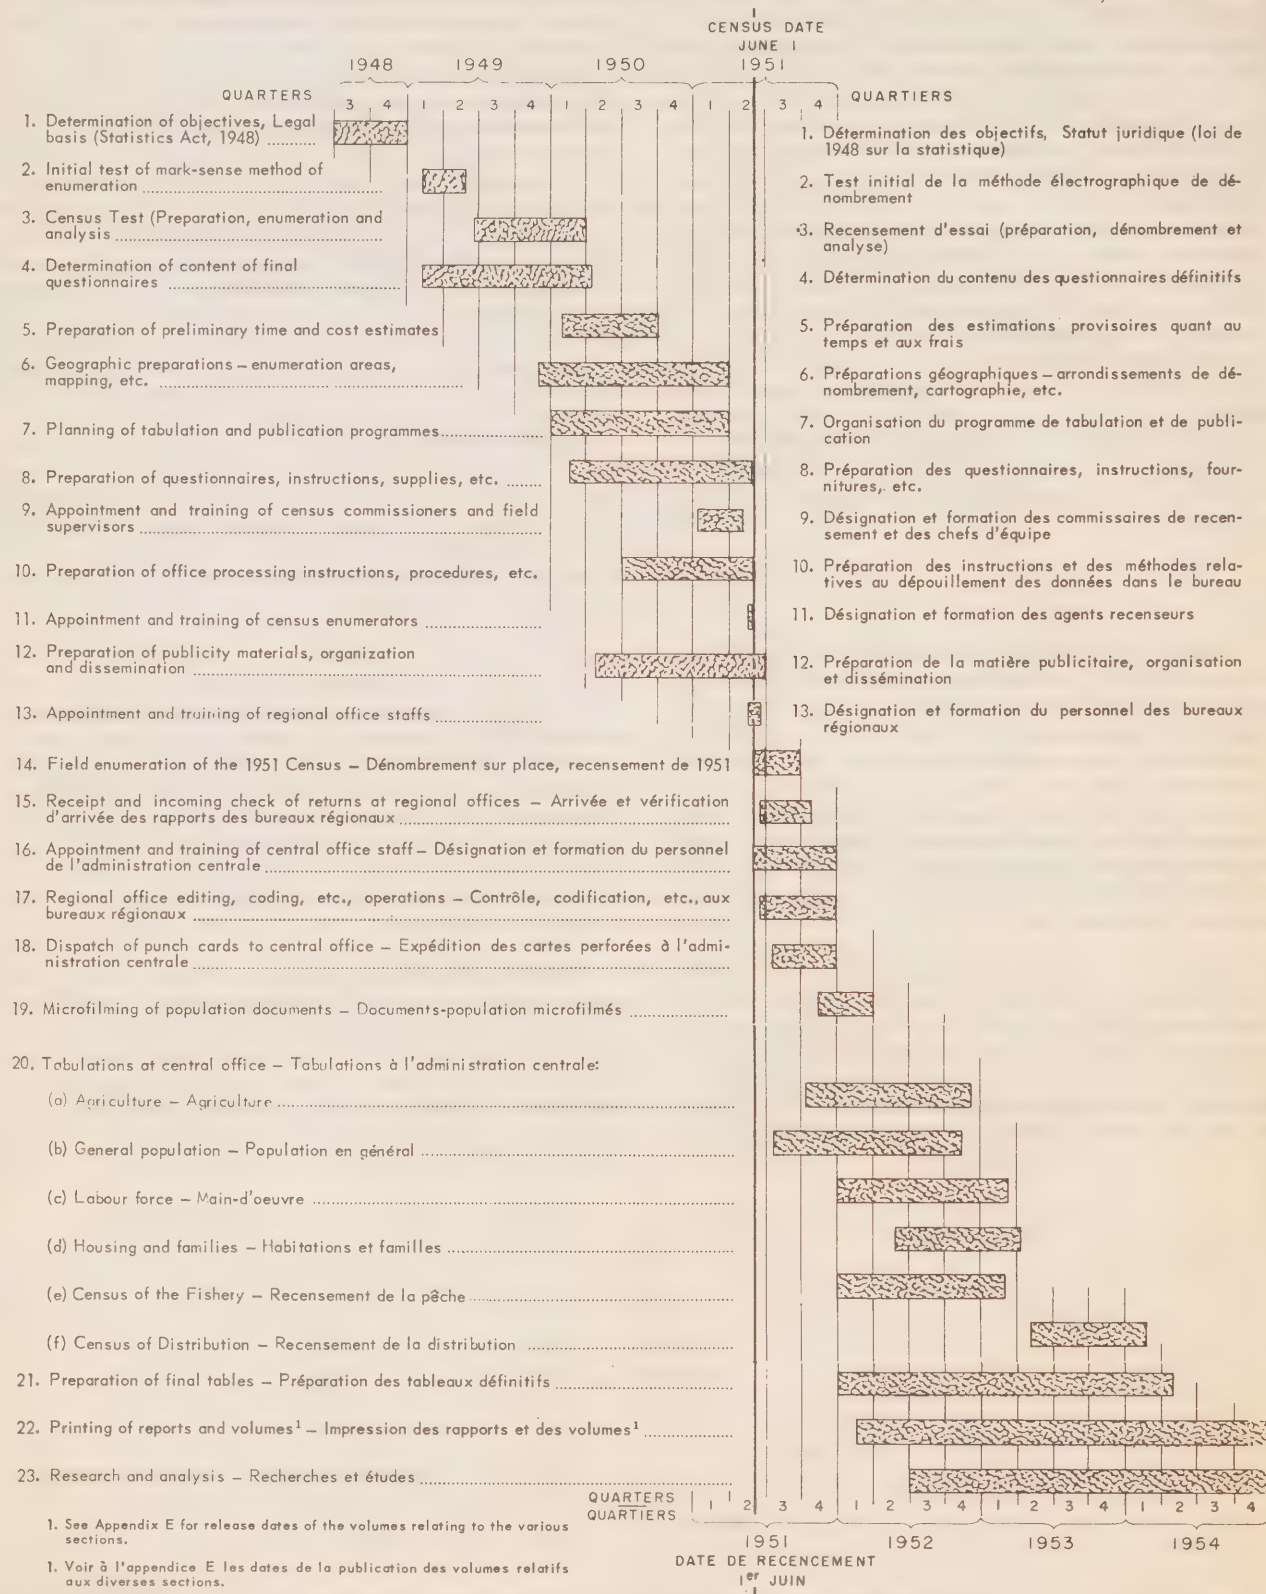 CENSUS DATE
JUNE 1
1948 1949 1950 1951
QUARTERS 3 4 1 2 3 4 1 2 3 4 1 2 3 4 QUARTIERS
1. Determination of objectives, Legal
basis (Statistics Act, 1948)
2. Initial test of mark-sense method of
enumeration
3. Census Test (Preparation, enumeration and
analysis
4. Determination of content of final
questionnaires
5. Preparation of preliminary time and cost estimates
6. Geographic preparations – enumeration areas,
mapping, etc.
7. Planning of tabulation and publication programmes
8. Preparation of questionnaires, instructions, supplies, etc.
9. Appointment and training of census commissioners and field
supervisors
10. Preparation of office processing instructions, procedures, etc.
11. Appointment and training of census enumerators
12. Preparation of publicity materials, organization
and dissemination
13. Appointment and training of regional office staffs
1. Détermination des objectifs, Statut juridique (loi de
1948 sur la statistique)
2. Test initial de la méthode électrographique de dé-
nombrement
3. Recensement d'essai (préparation, dénombrement et
analyse)
4. Détermination du contenu des questionnaires définitifs
5. Préparation des estimations provisoires quant au
temps et aux frais
6. Préparations géographiques – arrondissements de dé-
nombrement, cartographie, etc.
7. Organisation du programme de tabulation et de publi-
cation
8. Préparation des questionnaires, instructions, four-
nitures, etc.
9. Désignation et formation des commissaires de recen-
sement et des chefs d'équipe
10. Préparation des instructions et des méthodes rela-
tives au dépouillement des données dans le bureau
11. Désignation et formation des agents recenseurs
12. Préparation de la matière publicitaire, organisation
et dissémination
13. Désignation et formation du personnel des bureaux
régionaux
14. Field enumeration of the 1951 Census – Dénombrement sur place, recensement de 1951
15. Receipt and incoming check of returns at regional offices – Arrivée et vérification
d'arrivée des rapports des bureaux régionaux
16. Appointment and training of central office staff – Désignation et formation du personnel
de l'administration centrale
17. Regional office editing, coding, etc., operations – Contrôle, codification, etc., aux
bureaux régionaux
18. Dispatch of punch cards to central office – Expédition des cartes perforées à l'admi-
nistration centrale
19. Microfilming of population documents – Documents-population microfilmés
20. Tabulations at central office – Tabulations à l'administration centrale:
(a) Agriculture – Agriculture
(b) General population – Population en général
(c) Labour force – Main-d'oeuvre
(d) Housing and families – Habitations et familles
(e) Census of the Fishery – Recensement de la pêche
(f) Census of Distribution – Recensement de la distribution
21. Preparation of final tables – Préparation des tableaux définitifs
22. Printing of reports and volumes¹ – Impression des rapports et des volumes¹
23. Research and analysis – Recherches et études
QUARTERS
QUARTIERS
1 2 3 4 1 2 3 4 1 2 3 4 1 2 3 4
1951 1952 1953 1954
DATE DE RECENCEMENT
1er JUIN
1. See Appendix E for release dates of the volumes relating to the various
sections.
1. Voir à l'appendice E les dates de la publication des volumes relatifs
aux diverses sections.